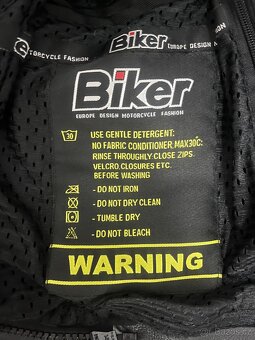 MOTORCYCLE FASHION
Biker
EUROPE DESIGN M
Biker
EUROPE DESIGN MOTORCYCLE FASHION
30
USE GENTLE DETERGENT:
NO FABRIC CONDITIONER, MAX30C:
RINSE THROUGHLY: CLOSE ZIPS.
VELCRO, CLOSURES ETC.
BEFORE WASHING
- DO NOT IRON
- DO NOT DRY CLEAN
- TUMBLE DRY
- DO NOT BLEACH
WARNING